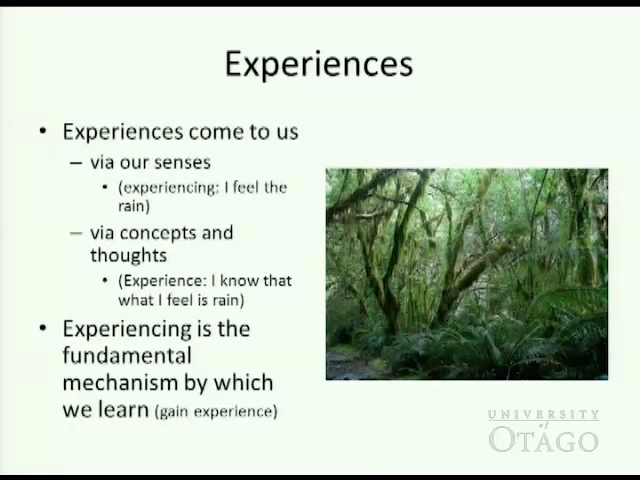 Experiences
• Experiences come to us
– via our senses
• (experiencing: I feel the
rain)
– via concepts and
thoughts
• (Experience: I know that
what I feel is rain)
• Experiencing is the
fundamental
mechanism by which
we learn (gain experience)
UNIVERSITY
of
OTAGO